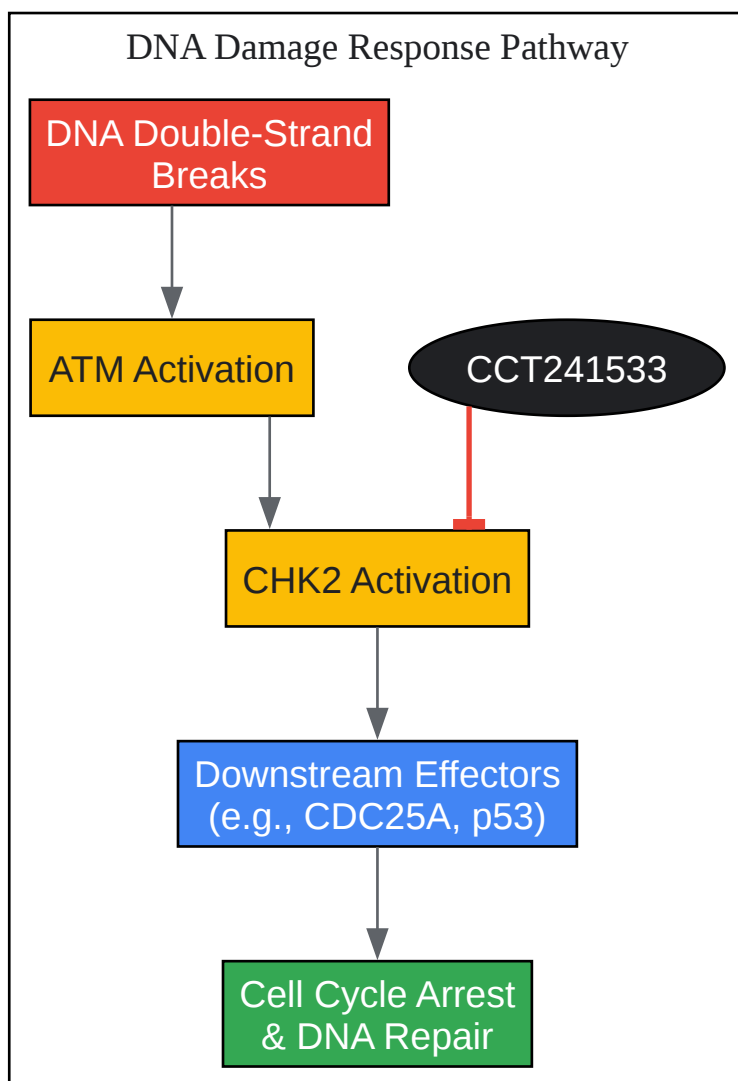 DNA Damage Response Pathway
DNA Double-Strand
Breaks
ATM Activation
CCT241533
CHK2 Activation
Downstream Effectors
(e.g., CDC25A, p53)
Cell Cycle Arrest
& DNA Repair